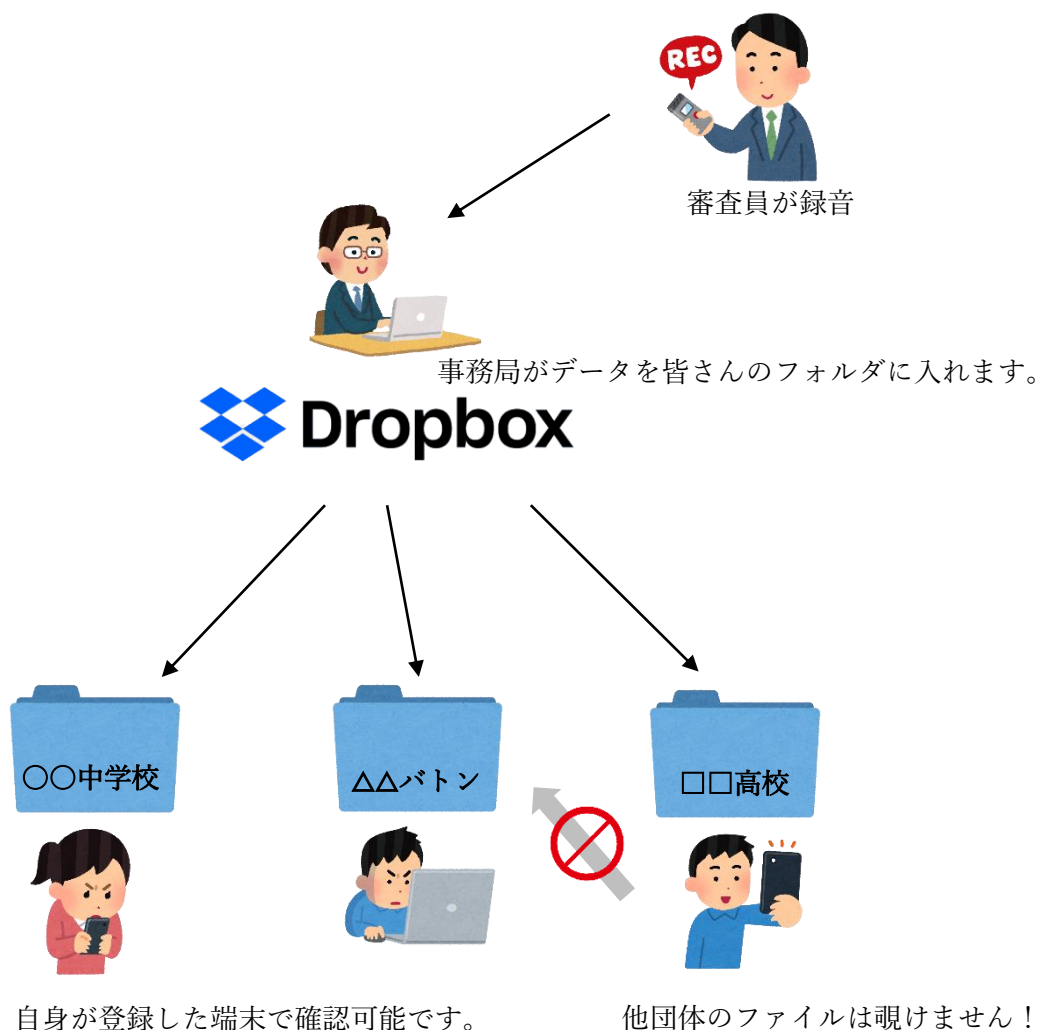 REC
審査員が録音
事務局がデータを皆さんのフォルダに入れます。
Dropbox
〇〇中学校
△△バトン
□□高校
自身が登録した端末で確認可能です。
他団体のファイルは覗けません！